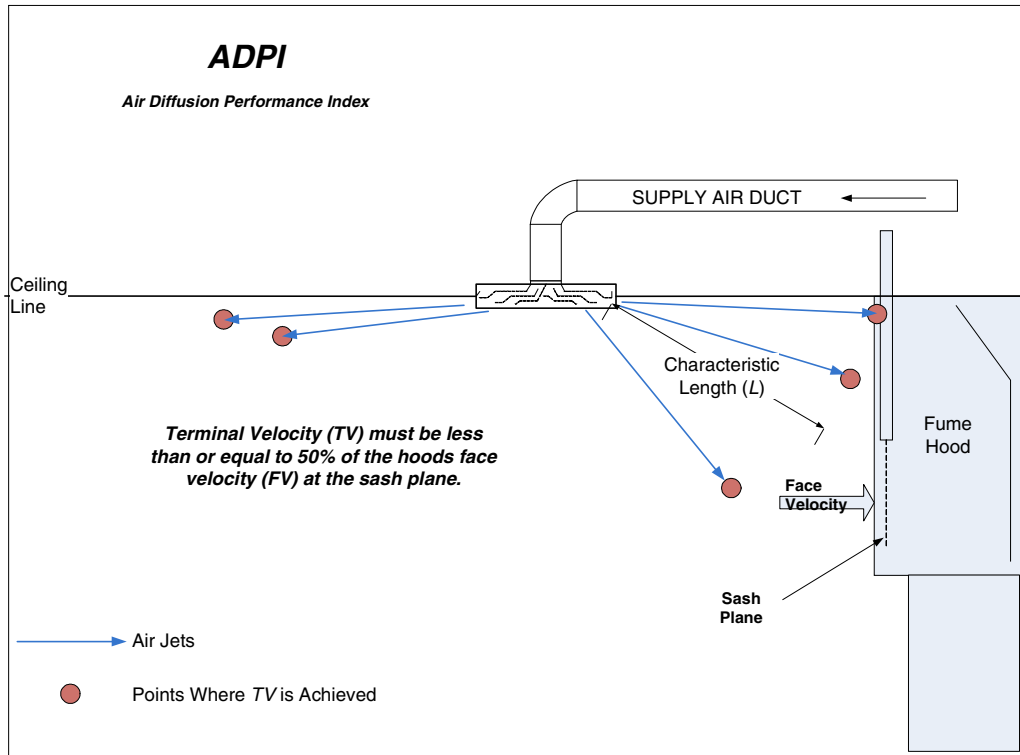 ADPI
Air Diffusion Performance Index
SUPPLY AIR DUCT
Ceiling
Line
Characteristic
Length (L)
Fume
Hood
Terminal Velocity (TV) must be less
than or equal to 50% of the hoods face
velocity (FV) at the sash plane.
Face
Velocity
Sash
Plane
Air Jets
Points Where TV is Achieved